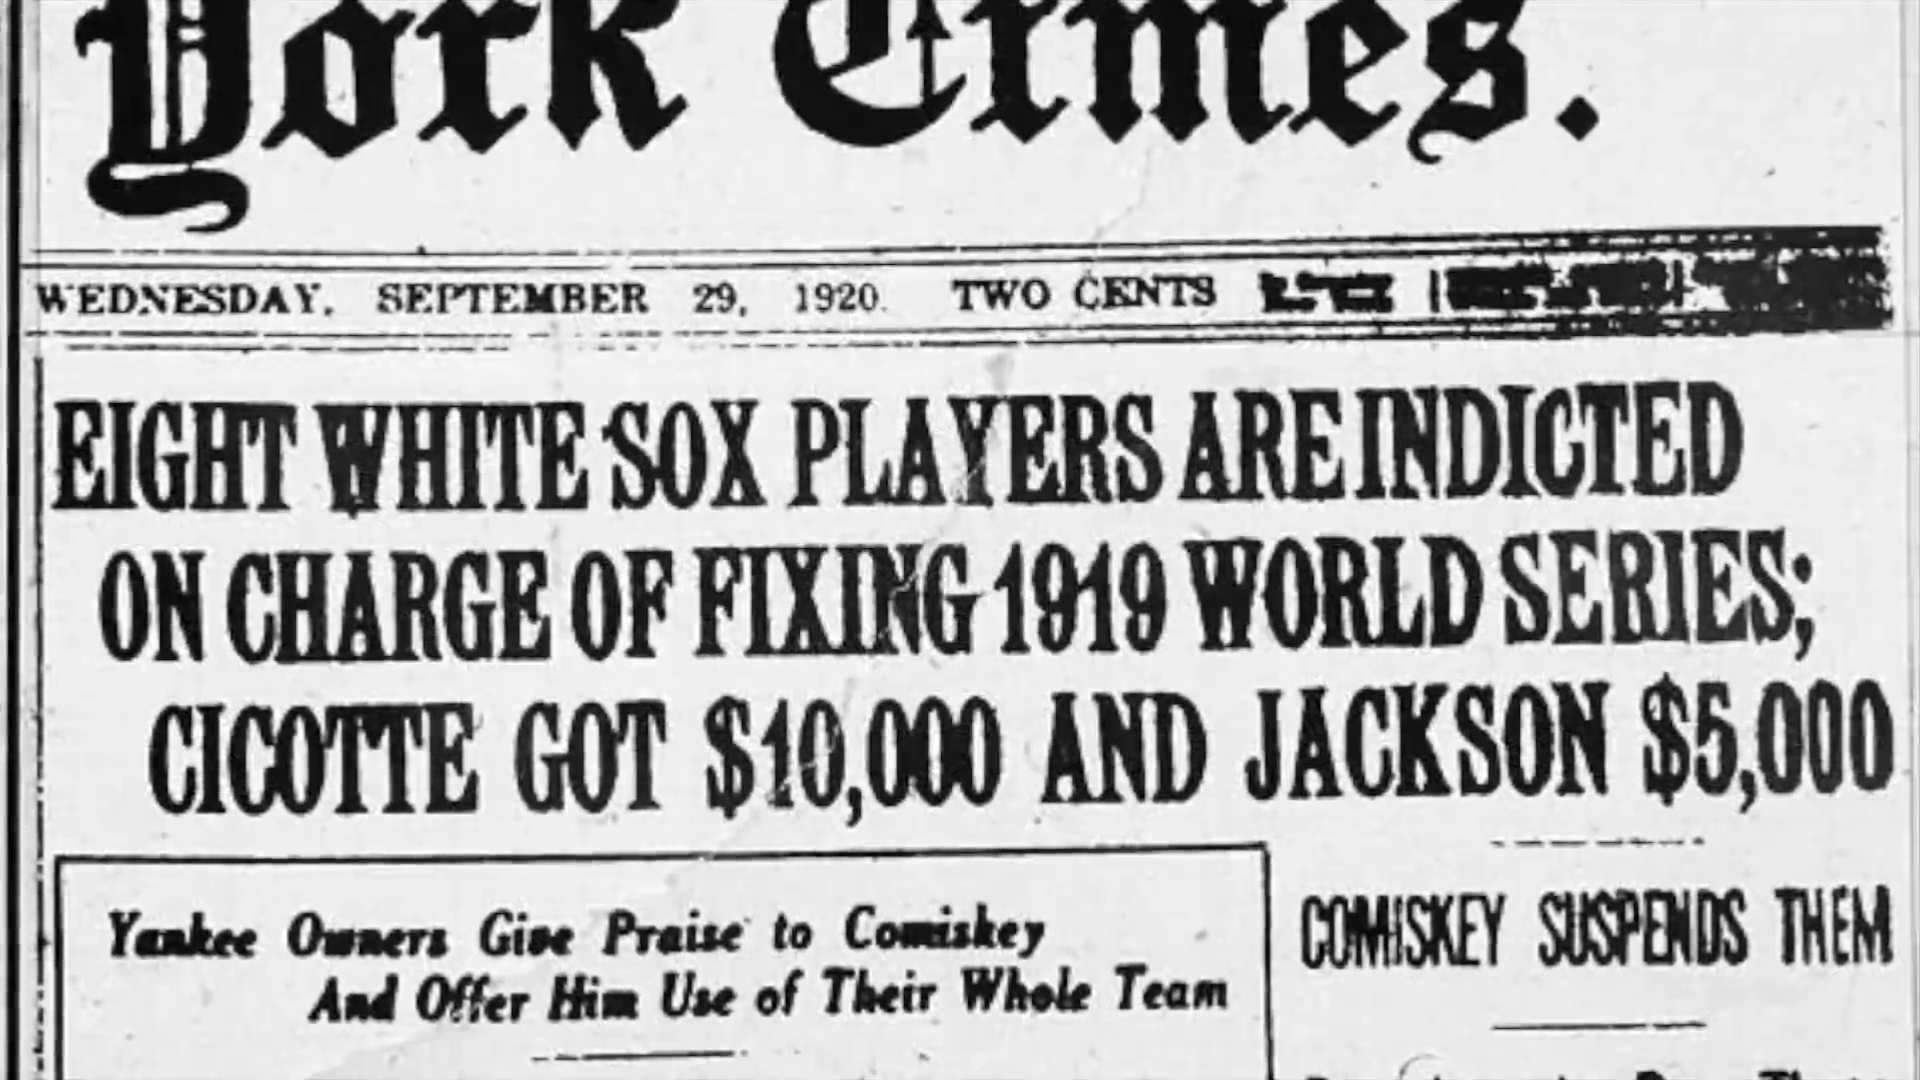 York Times.
WEDNESDAY, SEPTEMBER 29, 1920. TWO CENTS
EIGHT WHITE SOX PLAYERS ARE INDICTED
ON CHARGE OF FIXING 1919 WORLD SERIES;
CICOTTE GOT $10,000 AND JACKSON $5,000
Yankee Owners Give Praise to Comiskey
And Offer Him Use of Their Whole Team
COMISKEY SUSPENDS THEM